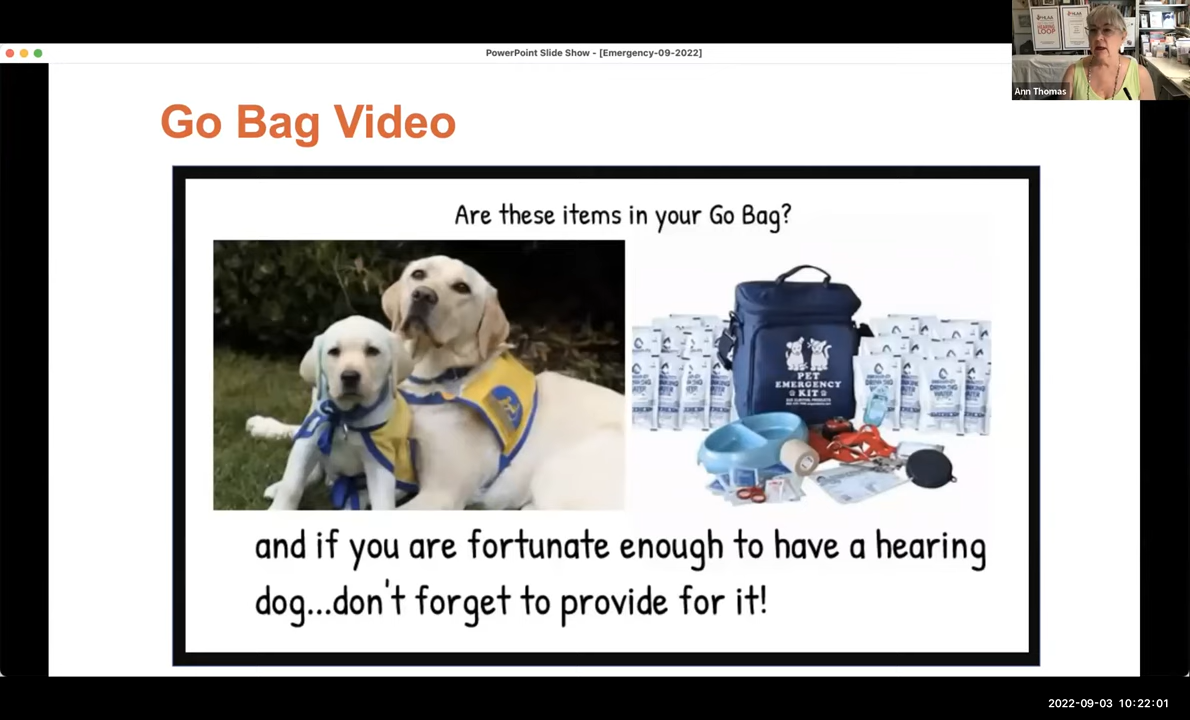 PowerPoint Slide Show - [Emergency-09-2022]
Ann Thomas
Go Bag Video
Are these items in your Go Bag?
PET
EMERGENCY
KIT
and if you are fortunate enough to have a hearing
dog...don't forget to provide for it!
2022-09-03 10:22:01